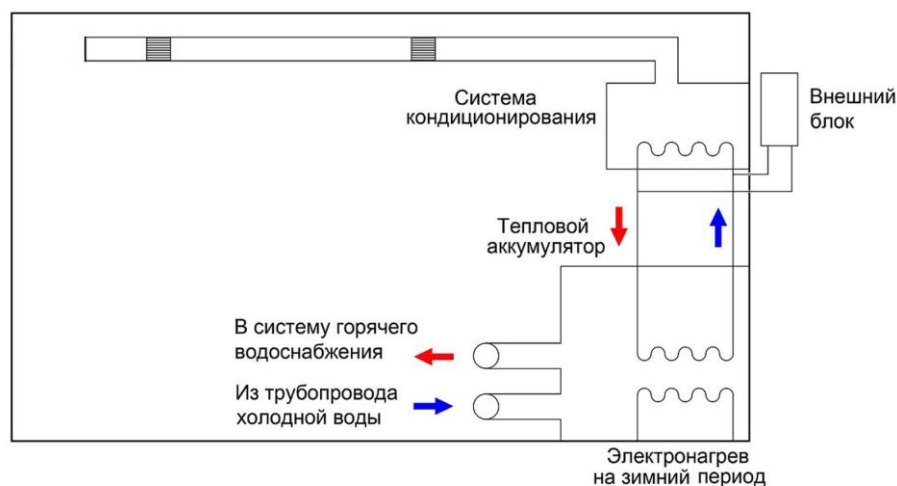 Система
кондиционирования
Внешний
блок
Тепловой
аккумулятор
В систему горячего
водоснабжения
Из трубопровода
холодной воды
Электронагрев
на зимний период